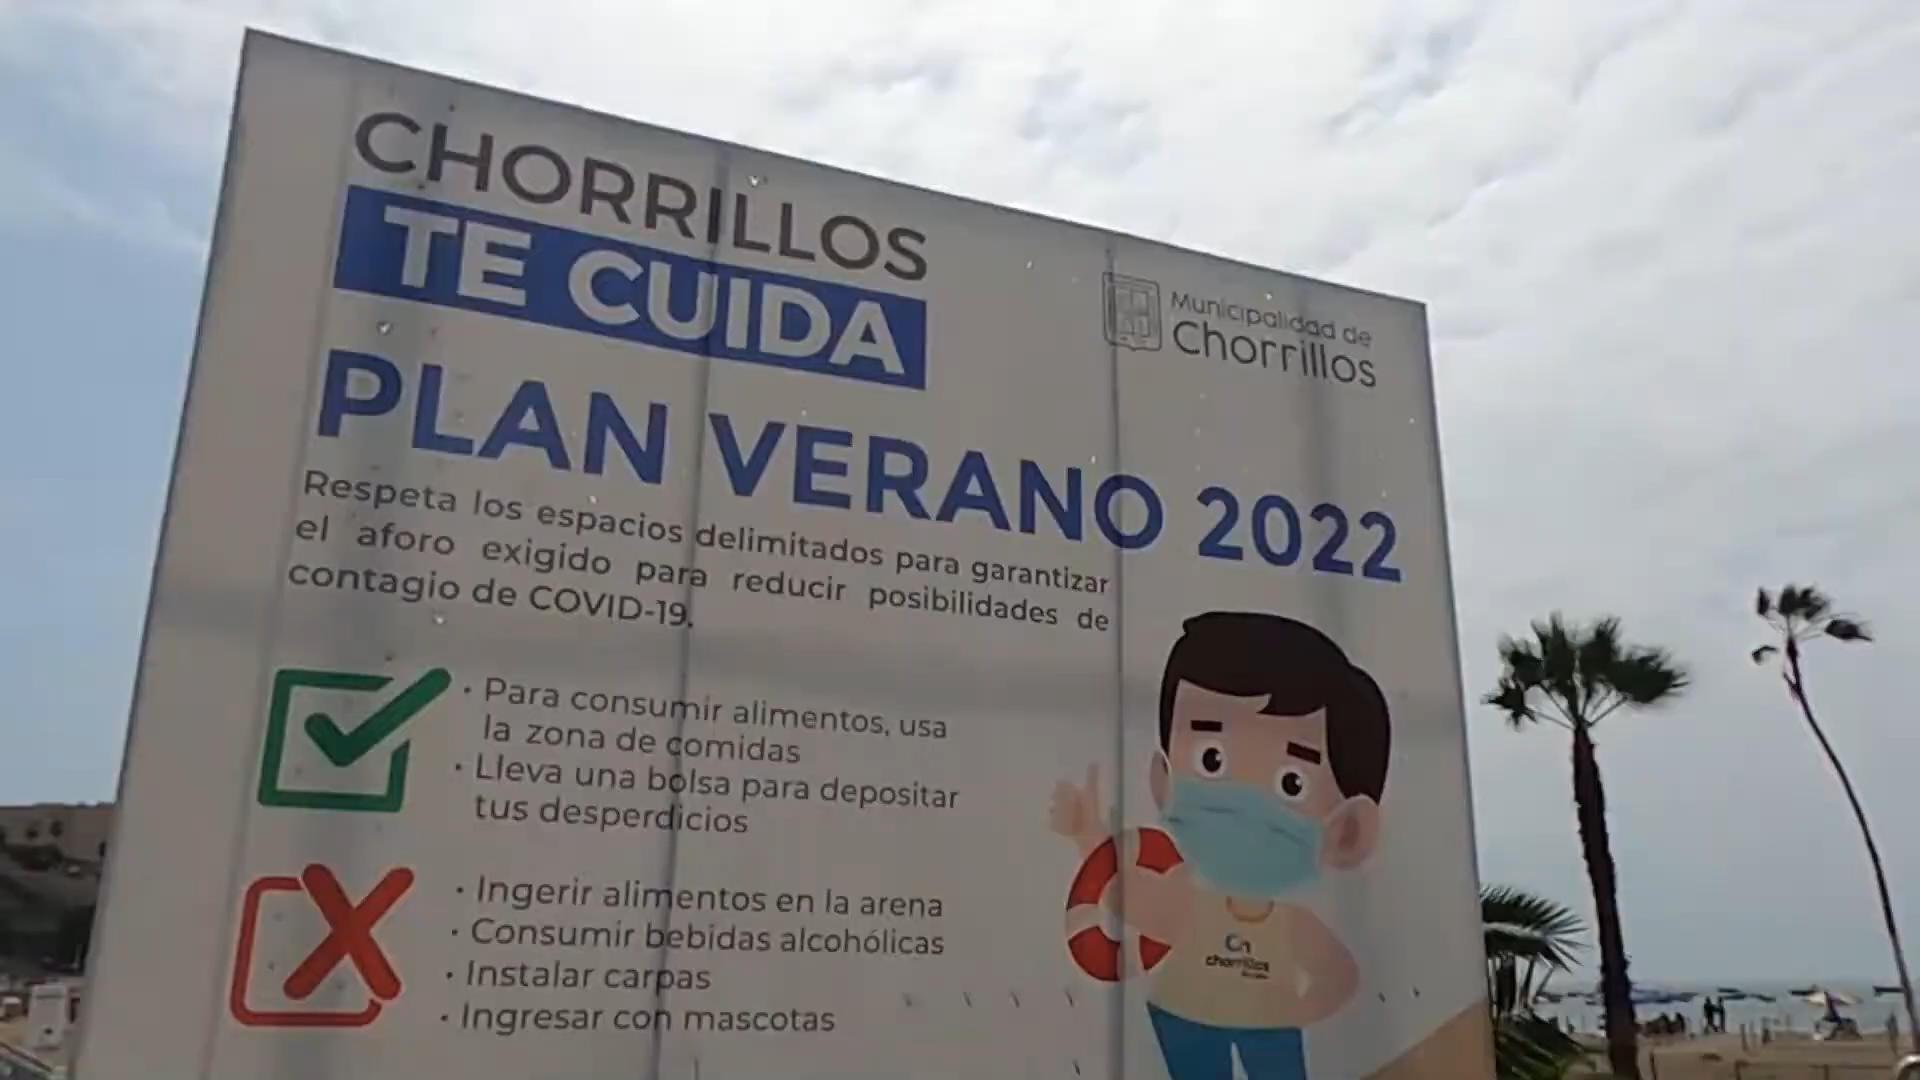 CHORRILLOS
TE CUIDA
Municipalidad de
Chorrillos
PLAN VERANO 2022
Respeta los espacios delimitados para garantizar
el aforo exigido para reducir posibilidades de
contagio de COVID-19.
· Para consumir alimentos, usa
la zona de comidas
· Lleva una bolsa para depositar
tus desperdicios
· Ingerir alimentos en la arena
· Consumir bebidas alcohólicas
· Instalar carpas
· Ingresar con mascotas
chorrillos